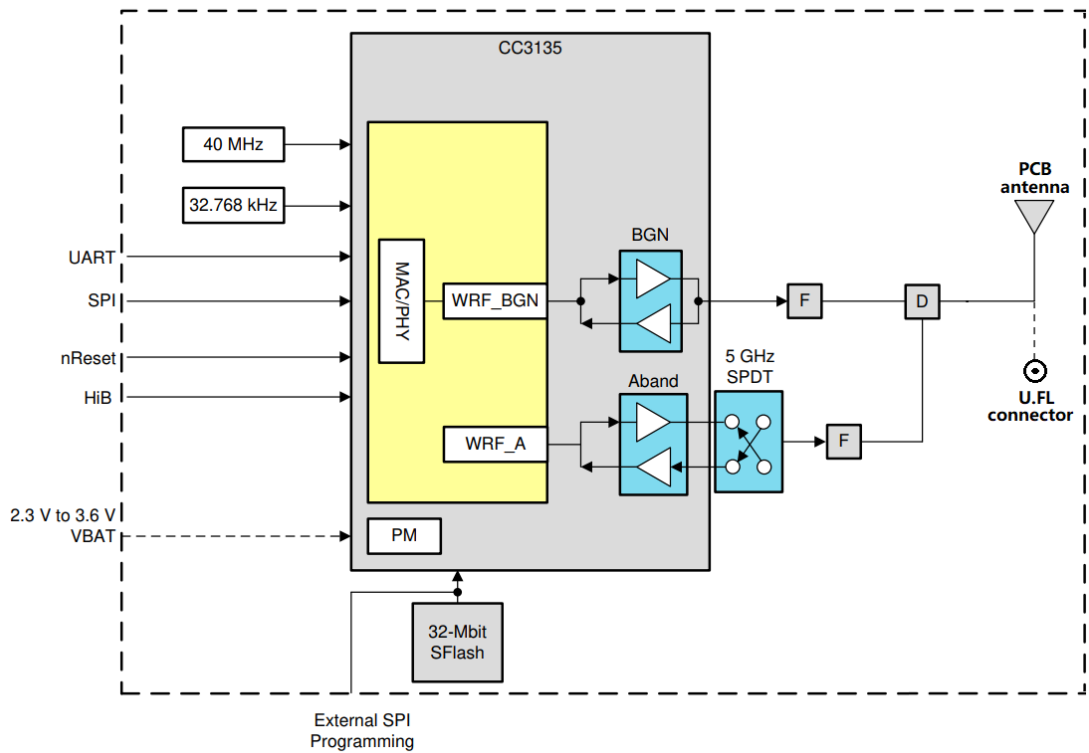 CC3135
40 MHz
32.768 kHz
UART
SPI
nReset
HiB
2.3 V to 3.6 V
VBAT
MAC/PHY
WRF_BGN
WRF_A
PM
BGN
Aband
5 GHz
SPDT
F
F
D
PCB
antenna
U.FL
connector
32-Mbit
SFlash
External SPI
Programming